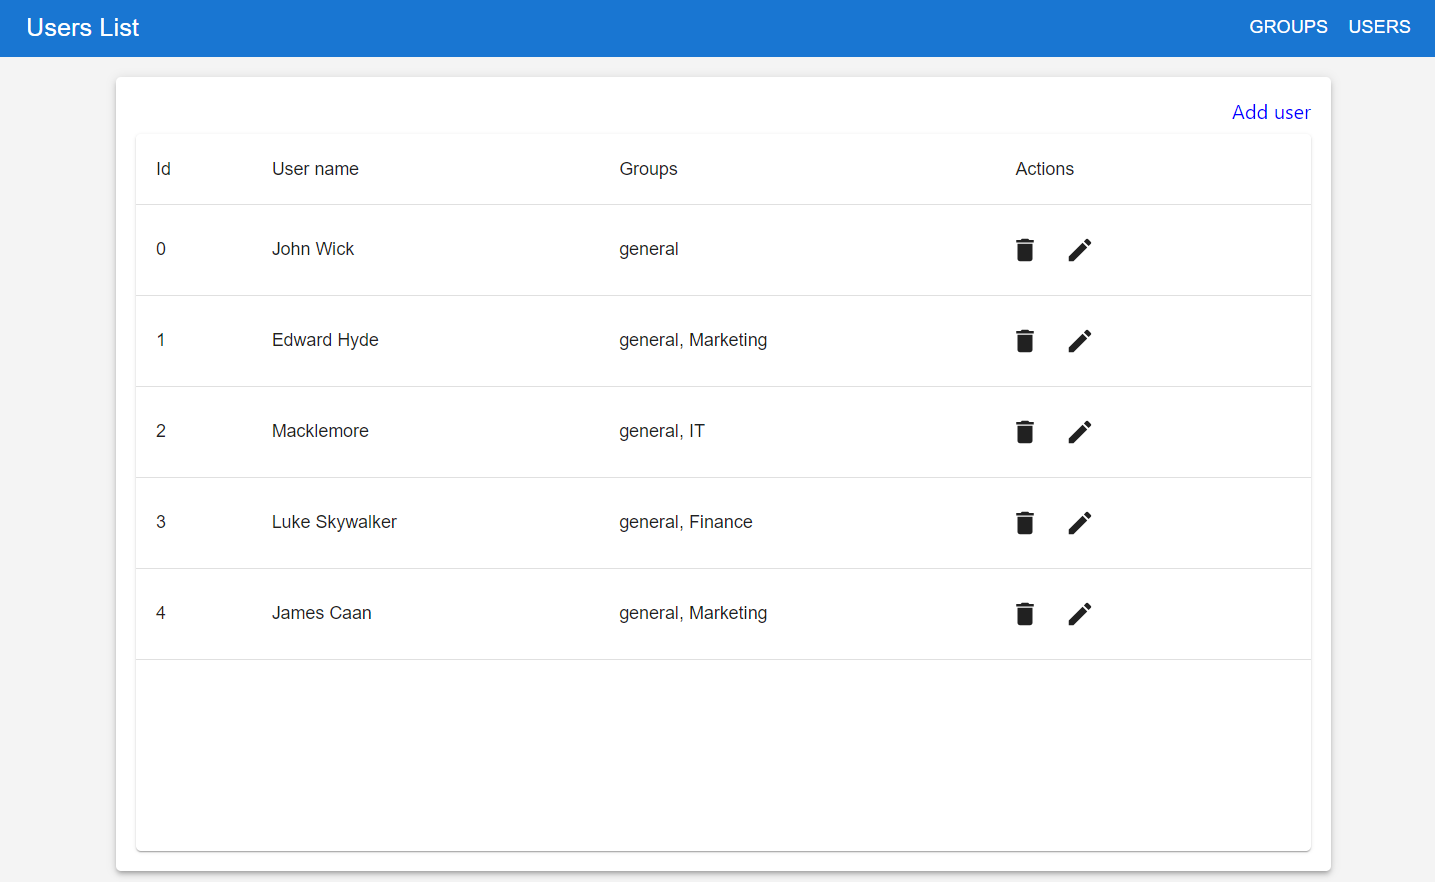 Users List GROUPS USERS
Add user
Id User name Groups Actions
0 John Wick general
1 Edward Hyde general, Marketing
2 Macklemore general, IT
3 Luke Skywalker general, Finance
4 James Caan general, Marketing